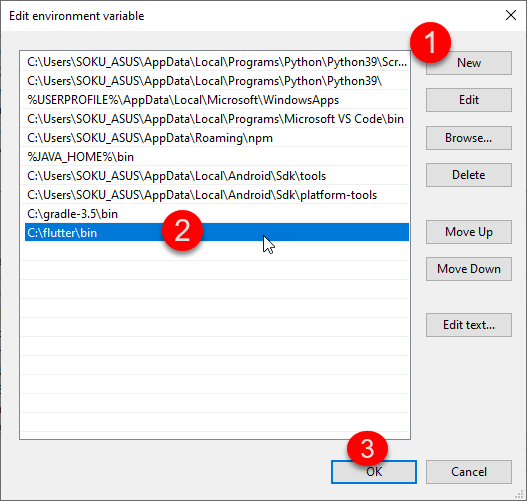 Edit environment variable
1
C:\Users\SOKU_ASUS\AppData\Local\Programs\Python\Python39\Scr...
New
C:\Users\SOKU_ASUS\AppData\Local\Programs\Python\Python39\
%USERPROFILE%\AppData\Local\Microsoft\WindowsApps
Edit
C:\Users\SOKU_ASUS\AppData\Local\Programs\Microsoft VS Code\bin
C:\Users\SOKU_ASUS\AppData\Roaming\npm
Browse...
%JAVA_HOME%\bin
C:\Users\SOKU_ASUS\AppData\Local\Android\Sdk\tools
Delete
C:\Users\SOKU_ASUS\AppData\Local\Android\Sdk\platform-tools
C:\gradle-3.5\bin
C:\flutter\bin
2
Move Up
Move Down
Edit text...
3
OK
Cancel